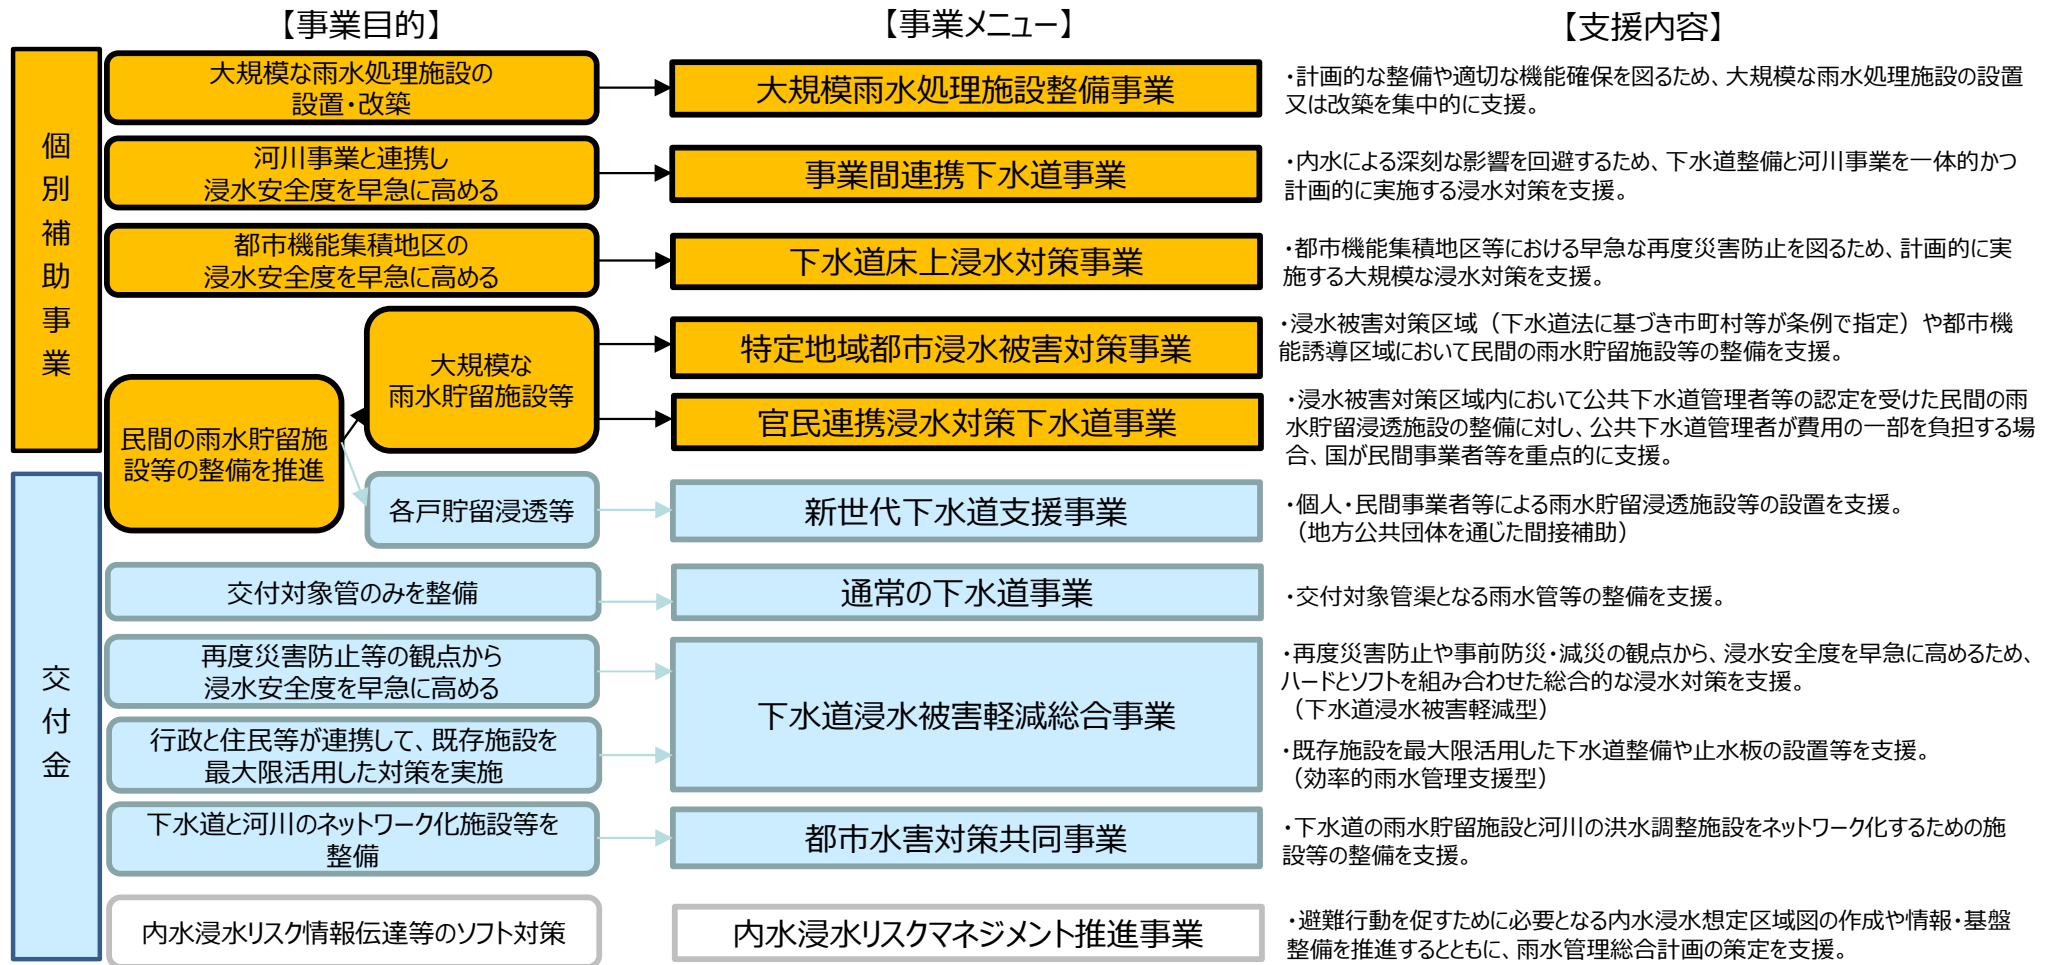 【事業目的】
【事業メニュー】
【支援内容】
個別補助事業
大規模な雨水処理施設の
設置・改築
大規模雨水処理施設整備事業
・計画的な整備や適切な機能確保を図るため、大規模な雨水処理施設の設置
又は改築を集中的に支援。
河川事業と連携し
浸水安全度を早急に高める
事業間連携下水道事業
・内水による深刻な影響を回避するため、下水道整備と河川事業を一体的かつ
計画的に実施する浸水対策を支援。
都市機能集積地区の
浸水安全度を早急に高める
下水道床上浸水対策事業
・都市機能集積地区等における早急な再度災害防止を図るため、計画的に実
施する大規模な浸水対策を支援。
民間の雨水貯留施
設等の整備を推進
大規模な
雨水貯留施設等
特定地域都市浸水被害対策事業
・浸水被害対策区域（下水道法に基づき市町村等が条例で指定）や都市機
能誘導区域において民間の雨水貯留施設等の整備を支援。
官民連携浸水対策下水道事業
・浸水被害対策区域内において公共下水道管理者等の認定を受けた民間の雨
水貯留浸透施設の整備に対し、公共下水道管理者が費用の一部を負担する場
合、国が民間事業者等を重点的に支援。
交付金
各戸貯留浸透等
新世代下水道支援事業
・個人・民間事業者等による雨水貯留浸透施設等の設置を支援。
（地方公共団体を通じた間接補助）
交付対象管のみを整備
通常の下水道事業
・交付対象管渠となる雨水管等の整備を支援。
再度災害防止等の観点から
浸水安全度を早急に高める
行政と住民等が連携して、既存施設を
最大限活用した対策を実施
下水道浸水被害軽減総合事業
・再度災害防止や事前防災・減災の観点から、浸水安全度を早急に高めるため、
ハードとソフトを組み合わせた総合的な浸水対策を支援。
（下水道浸水被害軽減型）
・既存施設を最大限活用した下水道整備や止水板の設置等を支援。
（効率的雨水管理支援型）
下水道と河川のネットワーク化施設等を
整備
都市水害対策共同事業
・下水道の雨水貯留施設と河川の洪水調整施設をネットワーク化するための施
設等の整備を支援。
内水浸水リスク情報伝達等のソフト対策
内水浸水リスクマネジメント推進事業
・避難行動を促すために必要となる内水浸水想定区域図の作成や情報・基盤
整備を推進するとともに、雨水管理総合計画の策定を支援。